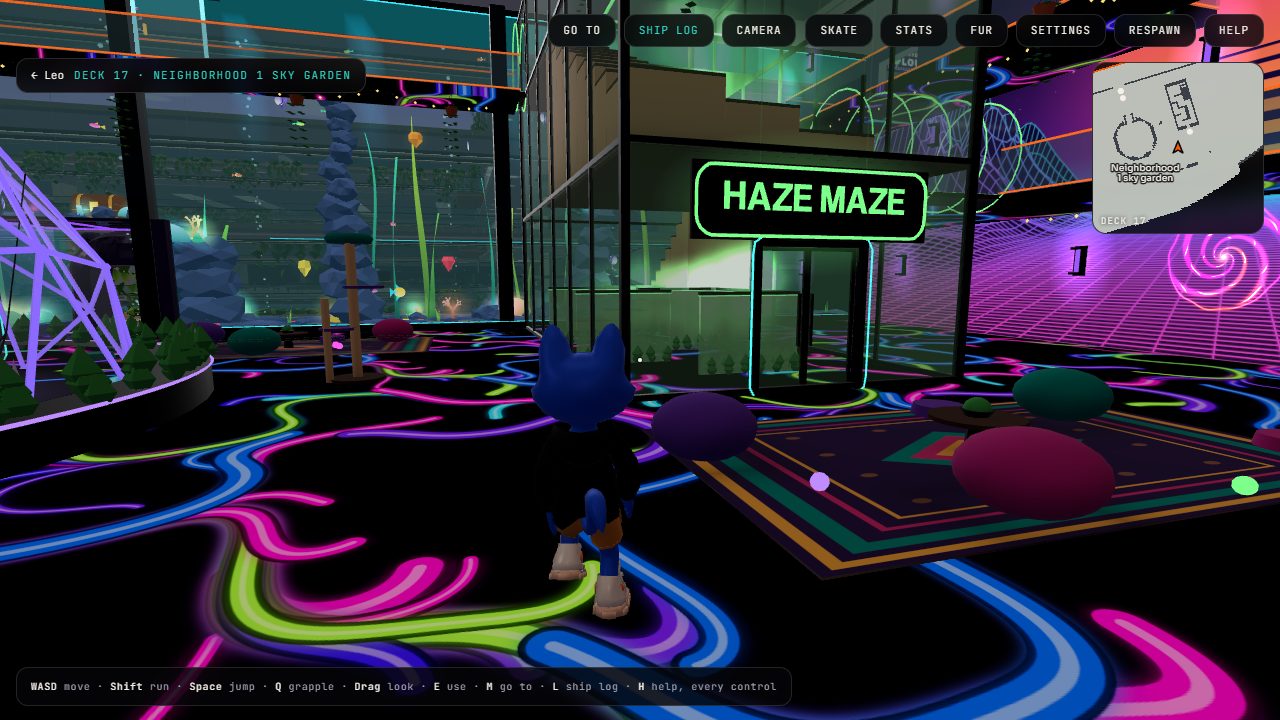 GO TO
SHIP LOG
CAMERA
SKATE
STATS
FUR
SETTINGS
RESPAWN
HELP
← Leo DECK 17 · NEIGHBORHOOD 1 SKY GARDEN
HAZE MAZE
Neighborhood
1 sky garden
DECK 17
WASD move · Shift run · Space jump · Q grapple · Drag look · E use · M go to · L ship log · H help, every control